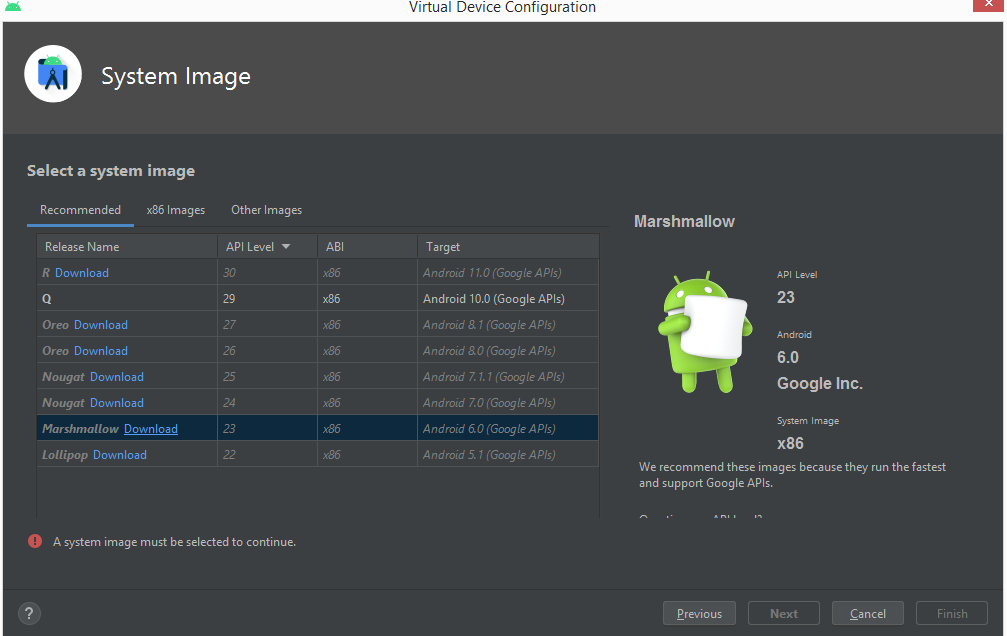 Virtual Device Configuration
System Image
Select a system image
Recommended x86 Images Other Images
Release Name API Level ABI Target
R Download 30 x86 Android 11.0 (Google APIs)
Q 29 x86 Android 10.0 (Google APIs)
Oreo Download 27 x86 Android 8.1 (Google APIs)
Oreo Download 26 x86 Android 8.0 (Google APIs)
Nougat Download 25 x86 Android 7.1.1 (Google APIs)
Nougat Download 24 x86 Android 7.0 (Google APIs)
Marshmallow Download 23 x86 Android 6.0 (Google APIs)
Lollipop Download 22 x86 Android 5.1 (Google APIs)
Marshmallow
API Level
23
Android
6.0
Google Inc.
System Image
x86
We recommend these images because they run the fastest
and support Google APIs.
A system image must be selected to continue.
? Previous Next Cancel Finish